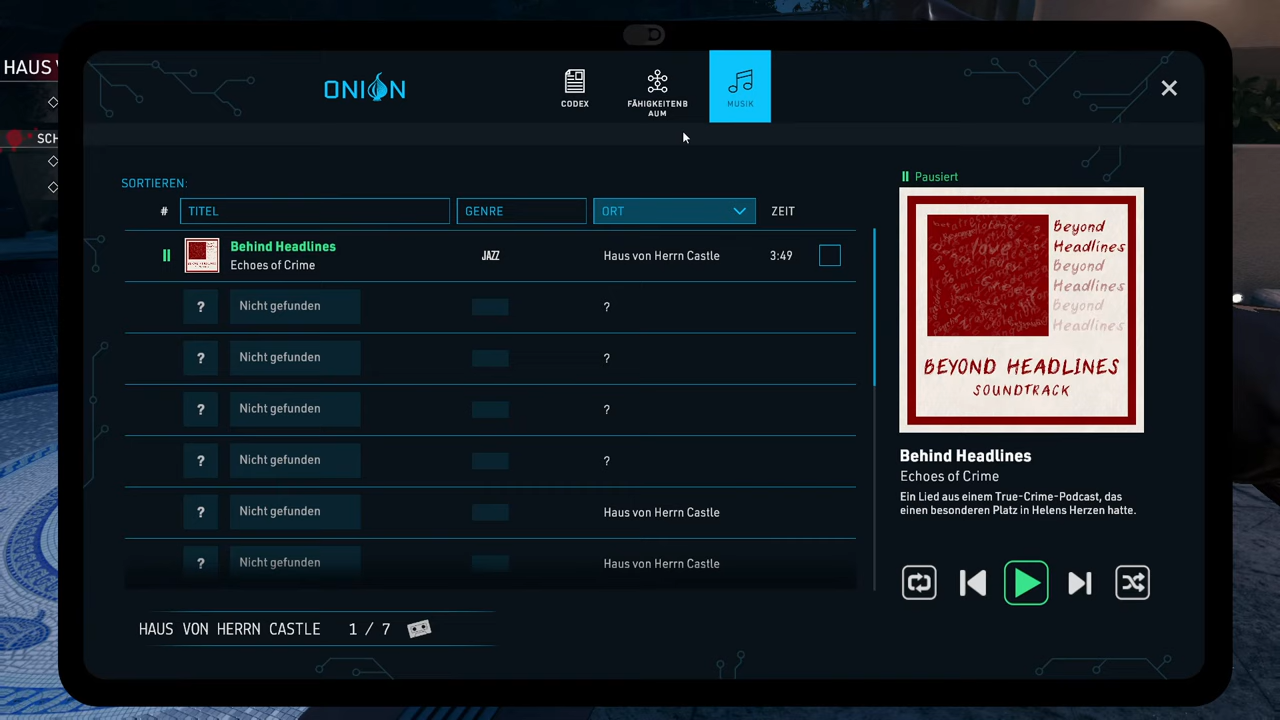 HAUS
SCH
ONION
CODEX
FÄHIGKEITENB
AUM
MUSIK
SORTIEREN:
# TITEL GENRE ORT ZEIT
Behind Headlines
Echoes of Crime
JAZZ
Haus von Herrn Castle
3:49
? Nicht gefunden ?
? Nicht gefunden ?
? Nicht gefunden ?
? Nicht gefunden ?
? Nicht gefunden Haus von Herrn Castle
? Nicht gefunden Haus von Herrn Castle
HAUS VON HERRN CASTLE 1 / 7
Pausiert
Beyond
Headlines
Beyond
Headlines
Beyond
Headlines
BEYOND HEADLINES
SOUNDTRACK
Behind Headlines
Echoes of Crime
Ein Lied aus einem True-Crime-Podcast, das
einen besonderen Platz in Helens Herzen hatte.